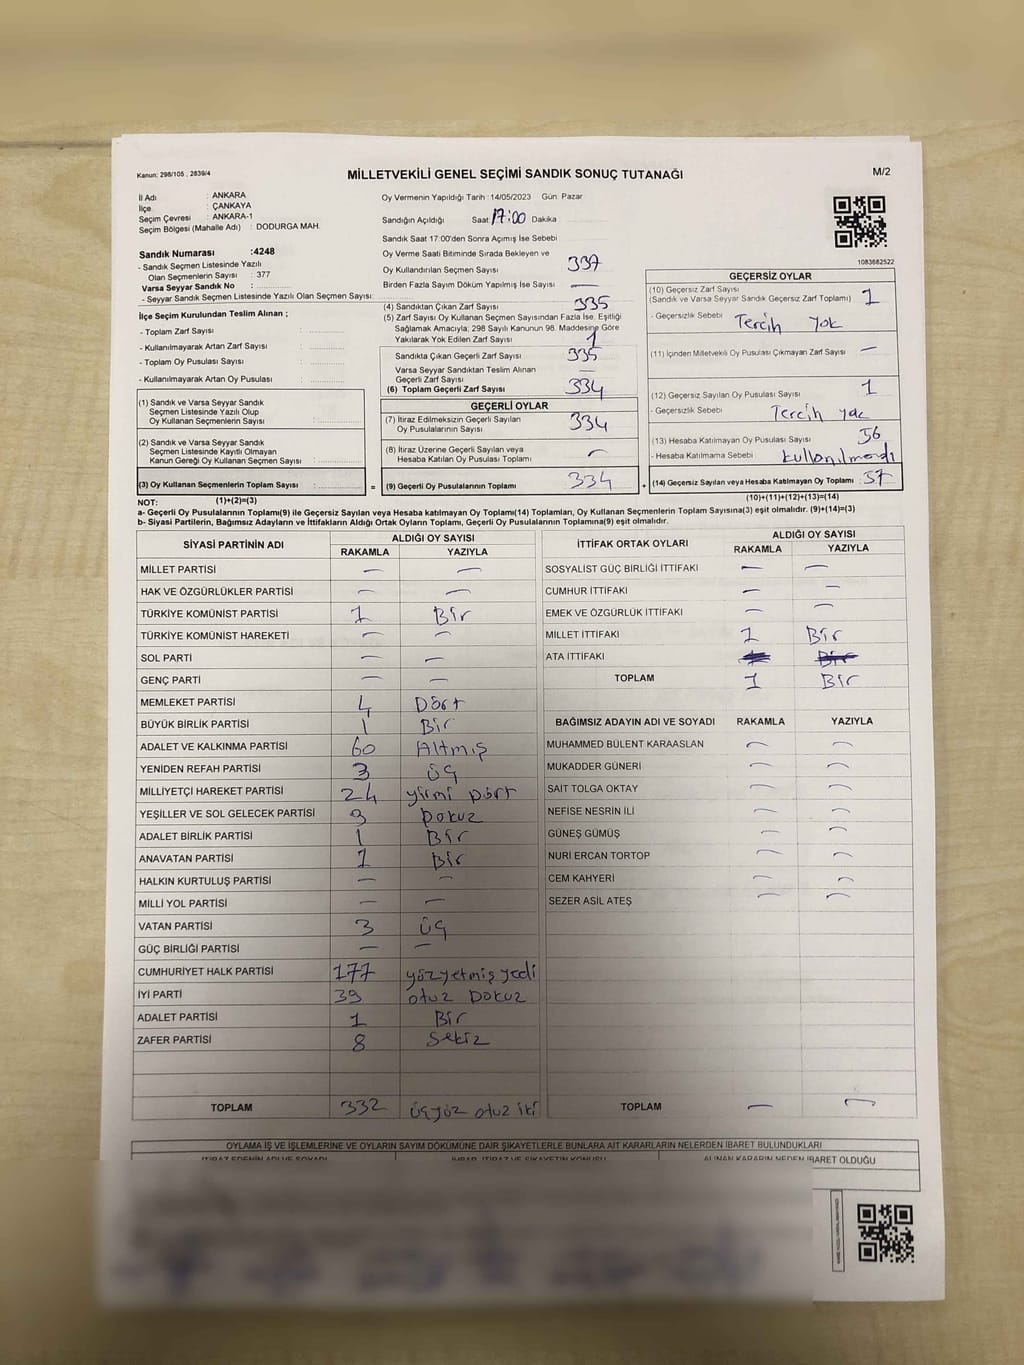 Kanun: 298/105 , 2839/4
MİLLETVEKİLİ GENEL SEÇİMİ SANDIK SONUÇ TUTANAĞI
M/2
İl Adı : ANKARA
İlçe : ÇANKAYA
Seçim Çevresi : ANKARA-1
Seçim Bölgesi (Mahalle Adı) : DODURGA MAH.
Sandık Numarası :4248
- Sandık Seçmen Listesinde Yazılı
Olan Seçmenlerin Sayısı : 377
Varsa Seyyar Sandık No :
- Seyyar Sandık Seçmen Listesinde Yazılı Olan Seçmen Sayısı:
İlçe Seçim Kurulundan Teslim Alınan ;
- Toplam Zarf Sayısı :
- Kullanılmayarak Artan Zarf Sayısı :
- Toplam Oy Pusulası Sayısı :
- Kullanılmayarak Artan Oy Pusulası :
(1) Sandık ve Varsa Seyyar Sandık
Seçmen Listesinde Yazılı Olup
Oy Kullanan Seçmenlerin Sayısı :
(2) Sandık ve Varsa Seyyar Sandık
Seçmen Listesinde Kayıtlı Olmayan
Kanun Gereği Oy Kullanan Seçmen Sayısı :
(3) Oy Kullanan Seçmenlerin Toplam Sayısı : =
(1)+(2)=(3)
Oy Vermenin Yapıldığı Tarih : 14/05/2023 Gün: Pazar
Sandığın Açıldığı Saat: 17:00 Dakika :
Sandık Saat 17:00'den Sonra Açımış İse Sebebi
Oy Verme Saati Bitiminde Sırada Bekleyen ve
Oy Kullandırılan Seçmen Sayısı 337
Birden Fazla Sayım Döküm Yapılmış İse Sayısı —
(4) Sandıktan Çıkan Zarf Sayısı 335
(5) Zarf Sayısı Oy Kullanan Seçmen Sayısından Fazla İse, Eşitliği
Sağlamak Amacıyla; 298 Sayılı Kanunun 98. Maddesine Göre
Yakılarak Yok Edilen Zarf Sayısı 1
Sandıkta Çıkan Geçerli Zarf Sayısı 335
Varsa Seyyar Sandıktan Teslim Alınan
Geçerli Zarf Sayısı —
(6) Toplam Geçerli Zarf Sayısı 334
GEÇERLİ OYLAR
(7) İtiraz Edilmeksizin Geçerli Sayılan
Oy Pusulalarının Sayısı 334
(8) İtiraz Üzerine Geçerli Sayılan veya
Hesaba Katılan Oy Pusulası Toplamı —
(9) Geçerli Oy Pusulalarının Toplamı 334 +
1083682522
GEÇERSİZ OYLAR
(10) Geçersiz Zarf Sayısı
(Sandık ve Varsa Seyyar Sandık Geçersiz Zarf Toplamı) 1
- Geçersizlik Sebebi Tercih yok
(11) İçinden Milletvekili Oy Pusulası Çıkmayan Zarf Sayısı —
(12) Geçersiz Sayılan Oy Pusulası Sayısı 1
- Geçersizlik Sebebi Tercih yok
(13) Hesaba Katılmayan Oy Pusulası Sayısı 56
- Hesaba Katılmama Sebebi kullanılmandı
(14) Geçersiz Sayılan veya Hesaba Katılmayan Oy Toplamı : 57
(10)+(11)+(12)+(13)=(14)
NOT:
a- Geçerli Oy Pusulalarının Toplamı(9) ile Geçersiz Sayılan veya Hesaba katılmayan Oy Toplamı(14) Toplamları, Oy Kullanan Seçmenlerin Toplam Sayısına(3) eşit olmalıdır. (9)+(14)=(3)
b- Siyasi Partilerin, Bağımsız Adayların ve İttifakların Aldığı Ortak Oyların Toplamı, Geçerli Oy Pusulalarının Toplamına(9) eşit olmalıdır.
SİYASİ PARTİNİN ADI ALDIĞI OY SAYISI
RAKAMLA YAZIYLA
MİLLET PARTİSİ — —
HAK VE ÖZGÜRLÜKLER PARTİSİ — —
TÜRKİYE KOMÜNİST PARTİSİ 1 Bir
TÜRKİYE KOMÜNİST HAREKETİ — —
SOL PARTİ — —
GENÇ PARTİ — —
MEMLEKET PARTİSİ 4 Dört
BÜYÜK BİRLİK PARTİSİ 1 Bir
ADALET VE KALKINMA PARTİSİ 60 Altmış
YENİDEN REFAH PARTİSİ 3 üç
MİLLİYETÇİ HAREKET PARTİSİ 24 yirmi Dört
YEŞİLLER VE SOL GELECEK PARTİSİ 9 Dokuz
ADALET BİRLİK PARTİSİ 1 Bir
ANAVATAN PARTİSİ 1 Bir
HALKIN KURTULUŞ PARTİSİ — —
MİLLİ YOL PARTİSİ — —
VATAN PARTİSİ 3 üç
GÜÇ BİRLİĞİ PARTİSİ — —
CUMHURİYET HALK PARTİSİ 177 yüzyetmiş yedi
İYİ PARTİ 39 otuz Dokuz
ADALET PARTİSİ 1 Bir
ZAFER PARTİSİ 8 Sekiz
TOPLAM 332 üçyüz otuz iki
İTTİFAK ORTAK OYLARI ALDIĞI OY SAYISI
RAKAMLA YAZIYLA
SOSYALİST GÜÇ BİRLİĞİ İTTİFAKI — —
CUMHUR İTTİFAKI — —
EMEK VE ÖZGÜRLÜK İTTİFAKI — —
MİLLET İTTİFAKI 1 Bir
ATA İTTİFAKI
TOPLAM 1 Bir
BAĞIMSIZ ADAYIN ADI VE SOYADI RAKAMLA YAZIYLA
MUHAMMED BÜLENT KARAASLAN — —
MUKADDER GÜNERİ — —
SAİT TOLGA OKTAY — —
NEFİSE NESRİN İLİ — —
GÜNEŞ GÜMÜŞ — —
NURİ ERCAN TORTOP — —
CEM KAHYERİ — —
SEZER ASİL ATEŞ — —
TOPLAM — —
OYLAMA İŞ VE İŞLEMLERİNE VE OYLARIN SAYIM DÖKÜMÜNE DAİR ŞİKAYETLERLE BUNLARA AİT KARARLARIN NELERDEN İBARET BULUNDUKLARI
İTİRAZ EDENİN ADI VE SOYADI İHBAR, İTİRAZ VE ŞİKAYETİN KONUSU ALINAN KARARIN NEDEN İBARET OLDUĞU